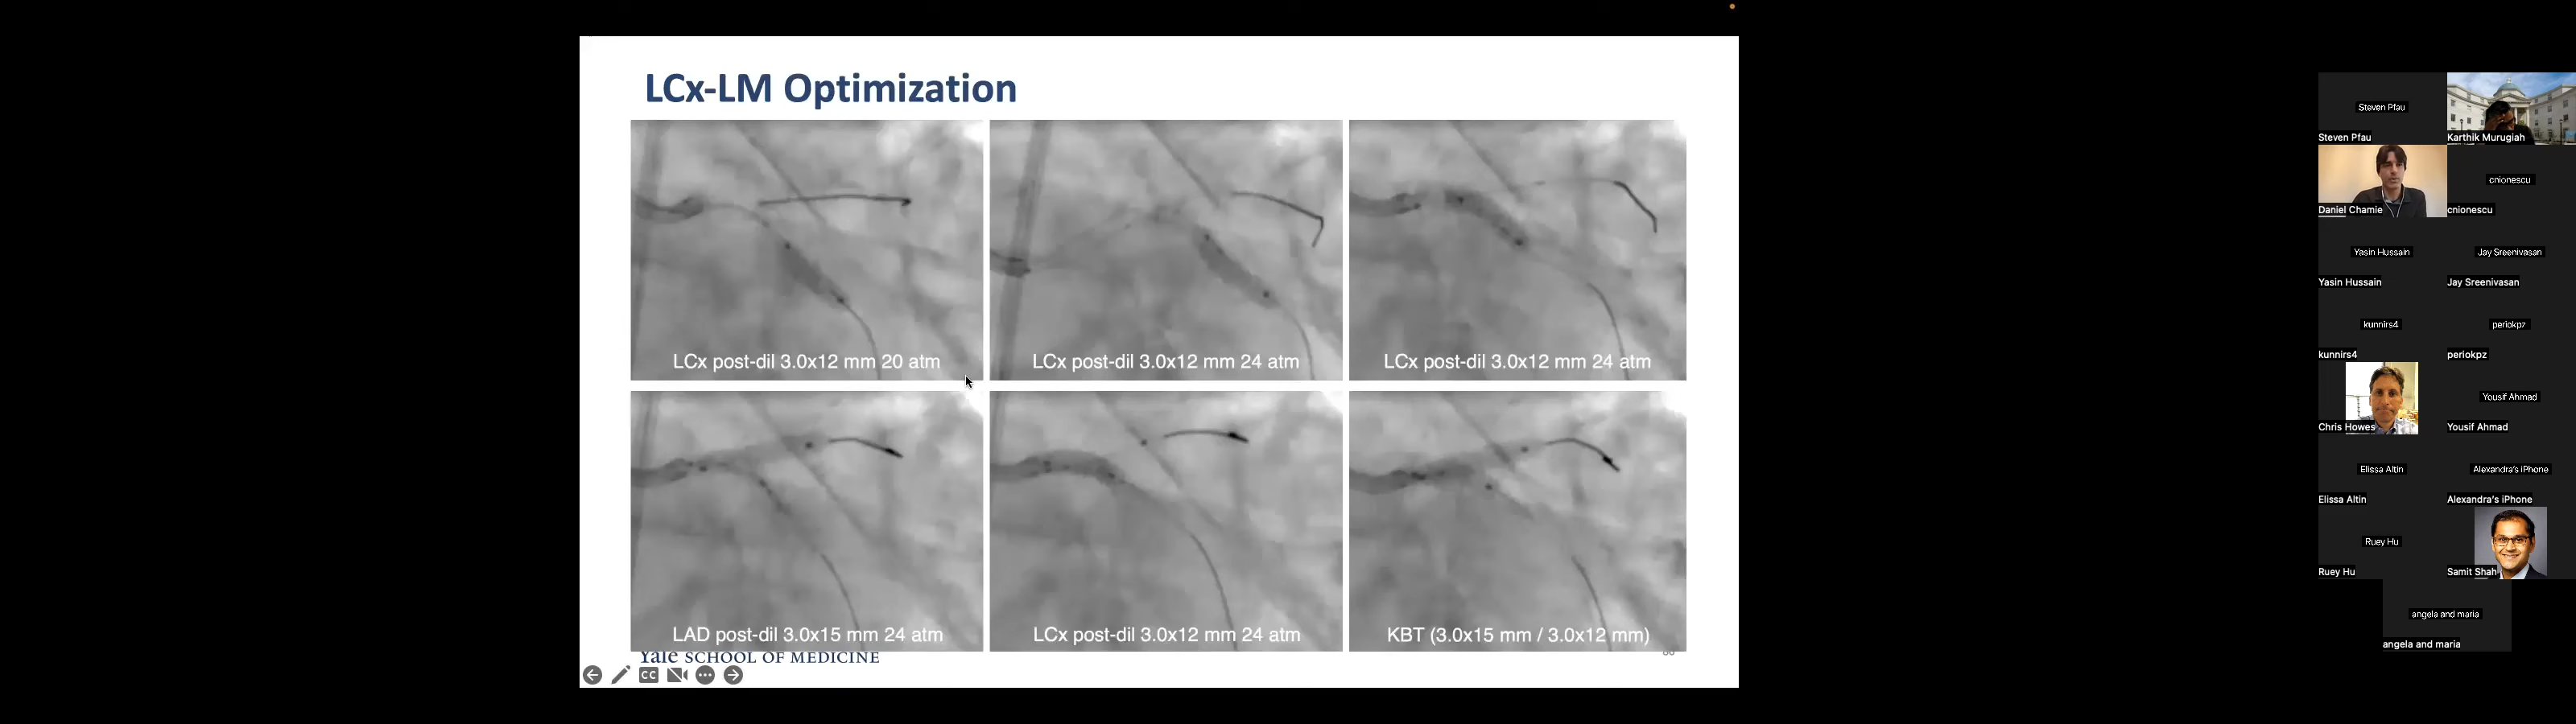 LCx-LM Optimization
LCx post-dil 3.0x12 mm 20 atm
LCx post-dil 3.0x12 mm 24 atm
LCx post-dil 3.0x12 mm 24 atm
LAD post-dil 3.0x15 mm 24 atm
LCx post-dil 3.0x12 mm 24 atm
KBT (3.0x15 mm / 3.0x12 mm)
Yale SCHOOL OF MEDICINE
CC
Steven Pfau
Steven Pfau
Karthik Murugiah
Daniel Chamie
cnionescu
cnionescu
Yasin Hussain
Yasin Hussain
Jay Sreenivasan
Jay Sreenivasan
kunnirs4
kunnirs4
periokpz
periokpz
Chris Howes
Yousif Ahmad
Yousif Ahmad
Elissa Altin
Elissa Altin
Alexandra's iPhone
Alexandra's iPhone
Ruey Hu
Ruey Hu
Samit Shah
angela and maria
angela and maria